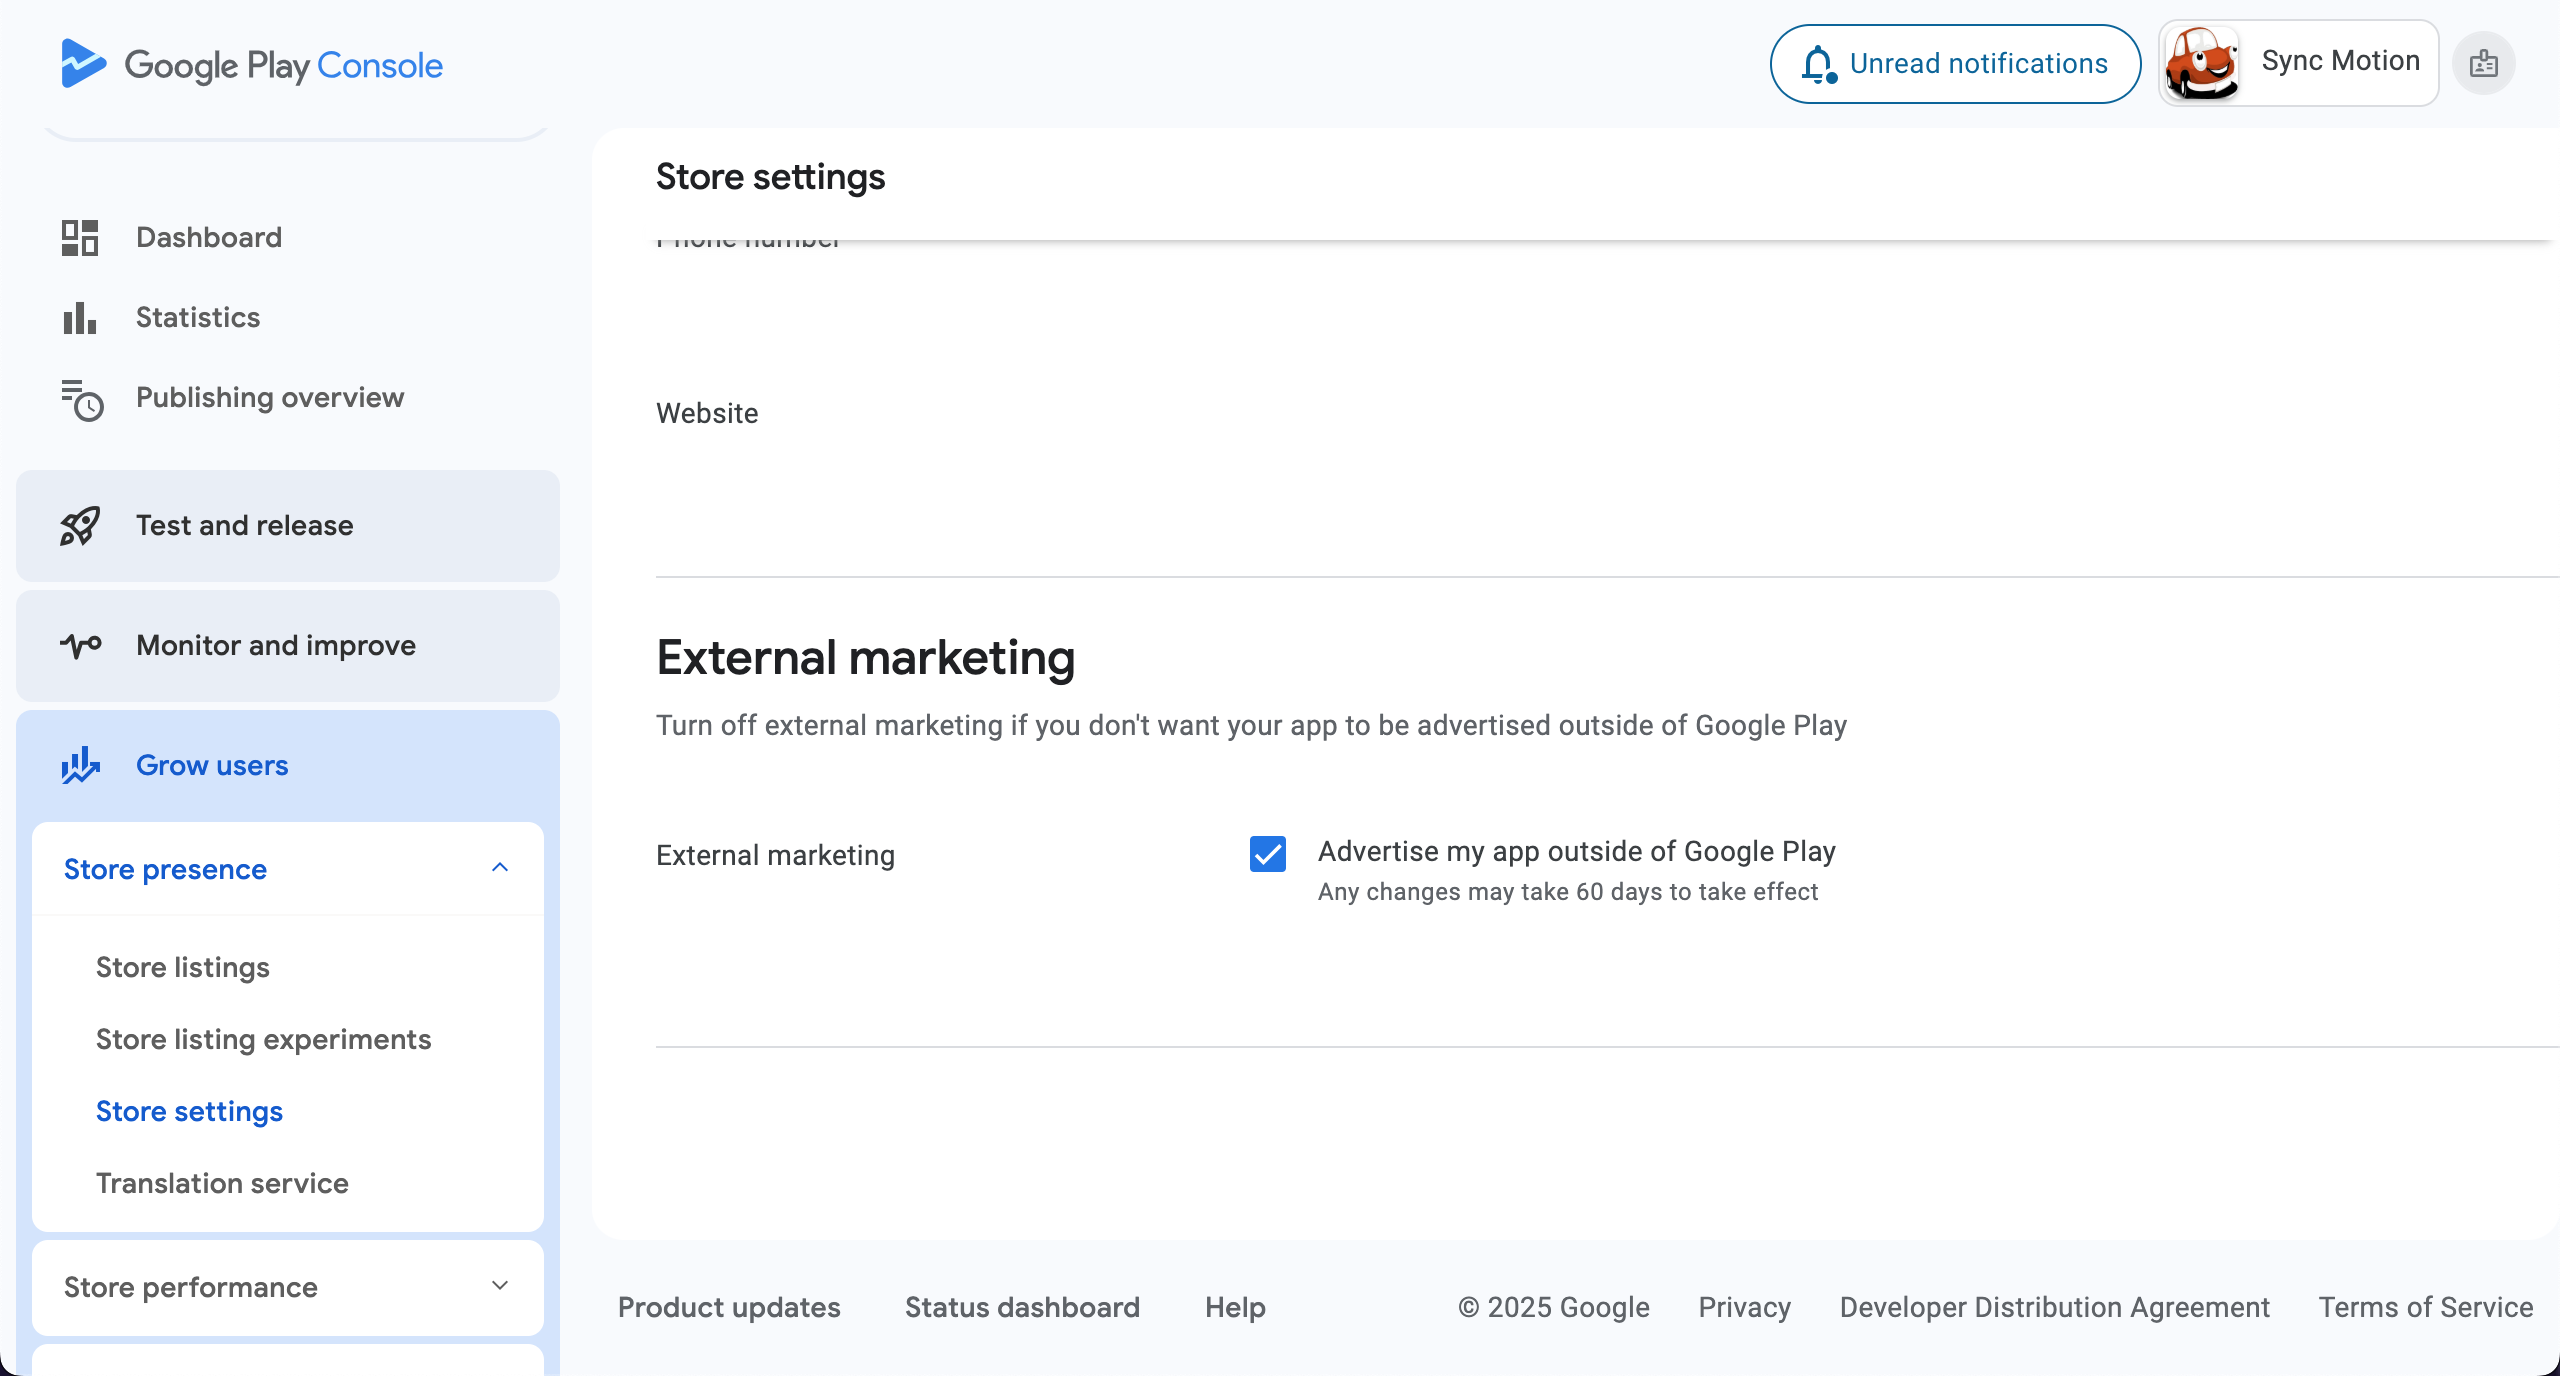 Google Play Console
Unread notifications
Sync Motion
Dashboard
Statistics
Publishing overview
Test and release
Monitor and improve
Grow users
Store presence
Store listings
Store listing experiments
Store settings
Translation service
Store performance
Store settings
Phone number
Website
External marketing
Turn off external marketing if you don't want your app to be advertised outside of Google Play
External marketing
Advertise my app outside of Google Play
Any changes may take 60 days to take effect
Product updates
Status dashboard
Help
© 2025 Google
Privacy
Developer Distribution Agreement
Terms of Service